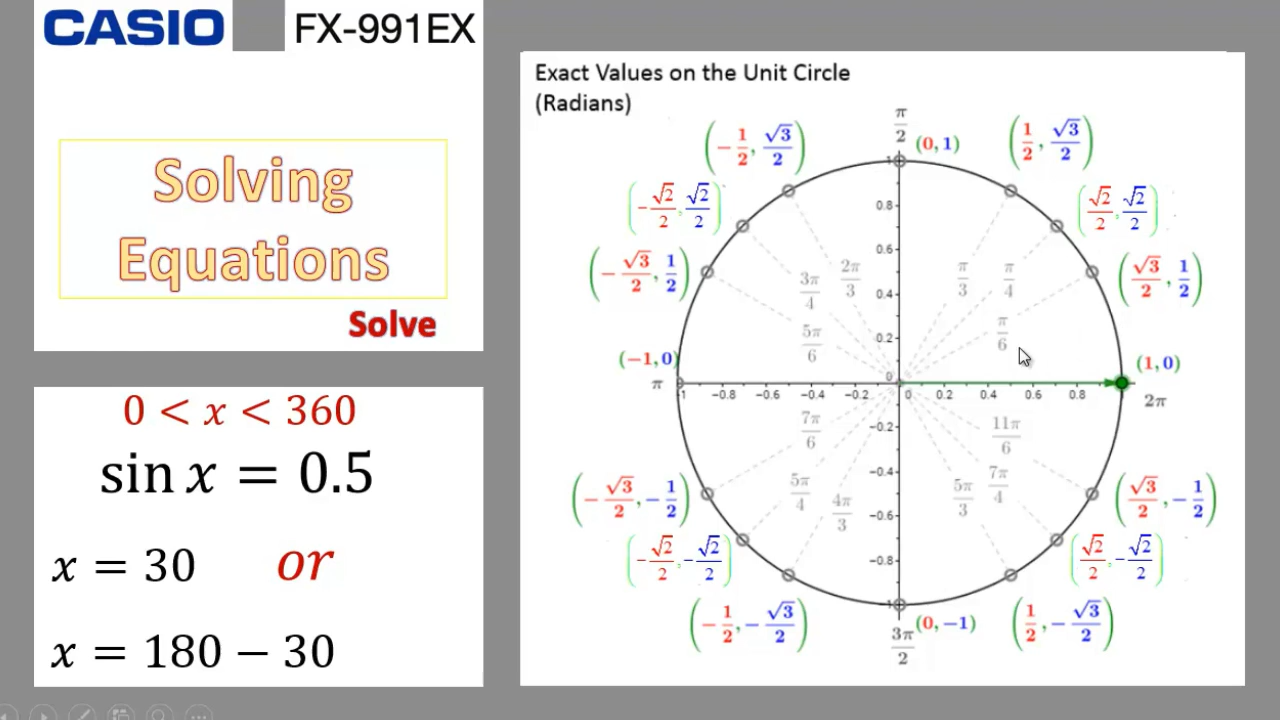 CASIO FX-991EX
Solving
Equations
Solve
0 < x < 360
sin x = 0.5
x = 30 or
x = 180 − 30
Exact Values on the Unit Circle
(Radians)
π/2
(0, 1)
(−1/2, √3/2)
(1/2, √3/2)
(−√2/2, √2/2)
(√2/2, √2/2)
(−√3/2, 1/2)
(√3/2, 1/2)
1
0.8
0.6
0.4
0.2
0
3π/4 2π/3 π/3 π/4
5π/6 π/6
(−1, 0) (1, 0)
π 2π
−1 −0.8 −0.6 −0.4 −0.2 0 0.2 0.4 0.6 0.8 1
−0.2
−0.4
−0.6
−0.8
−1
7π/6 11π/6
5π/4 4π/3 5π/3 7π/4
(−√3/2, −1/2) (√3/2, −1/2)
(−√2/2, −√2/2) (√2/2, −√2/2)
(−1/2, −√3/2) (0, −1) (1/2, −√3/2)
3π/2